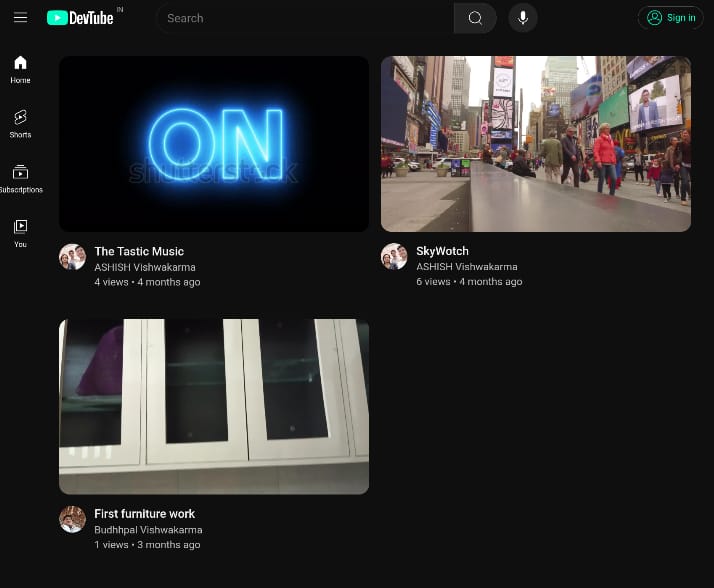 DevTube IN
Search
Sign in
Home
Shorts
Subscriptions
You
ON
shutterstock
The Tastic Music
ASHISH Vishwakarma
4 views • 4 months ago
SkyWotch
ASHISH Vishwakarma
6 views • 4 months ago
First furniture work
Budhhpal Vishwakarma
1 views • 3 months ago